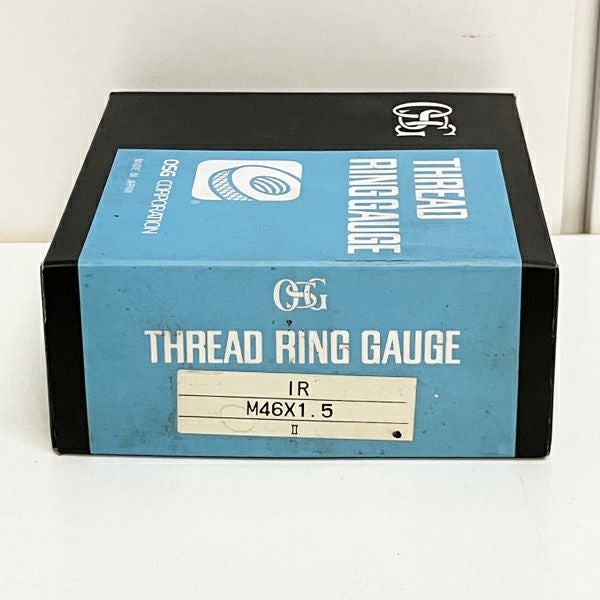 OSG
THREAD
RING GAUGE
OSG CORPORATION
MADE IN JAPAN
®
OSG
THREAD RING GAUGE
IR
M46X1.5
II